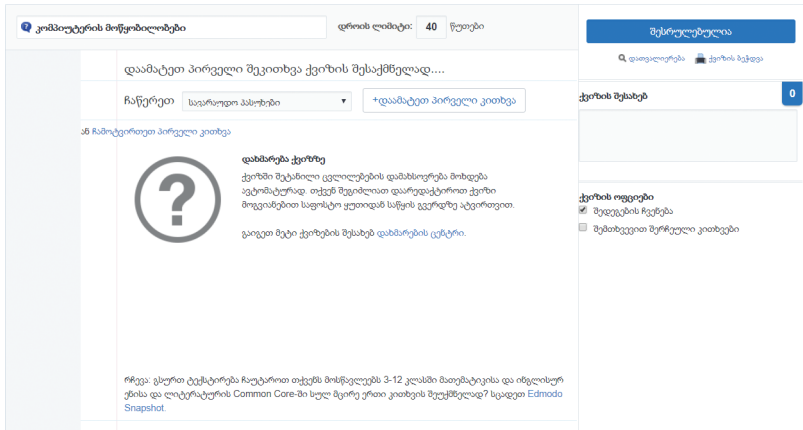 კომპიუტერის მოწყობილობები
დროის ლიმიტი: 40 წუთები
შესრულებულია
დათვალიერება ქვიზის ბეჭდვა
დაამატეთ პირველი შეკითხვა ქვიზის შესაქმნელად....
ჩაწერეთ სავარაუდო პასუხები +დაამატეთ პირველი კითხვა
ან ჩამოტვირთეთ პირველი კითხვა
დახმარება ქვიზზე
ქვიზში შეტანილი ცვლილებების დამახსოვრება მოხდება
ავტომატურად. თქვენ შეგიძლიათ დაარედაქტიროთ ქვიზი
მოგვიანებით საფოსტო ყუთიდან საწყის გვერდზე ატვირთვით.
გაიგეთ მეტი ქვიზების შესახებ დახმარების ცენტრი.
რჩევა: გსურთ ტექსტირება ჩაუტაროთ თქვენს მოსწავლეებს 3-12 კლასში მათემატიკისა და ინგლისურ
ენისა და ლიტერატურის Common Core-ში სულ მცირე ერთი კითხვის შეუქმნელად? სცადეთ Edmodo
Snapshot.
ქვიზის შესახებ 0
ქვიზის ოფციები
შედეგების ჩვენება
შემთხვევით შერჩეული კითხვები